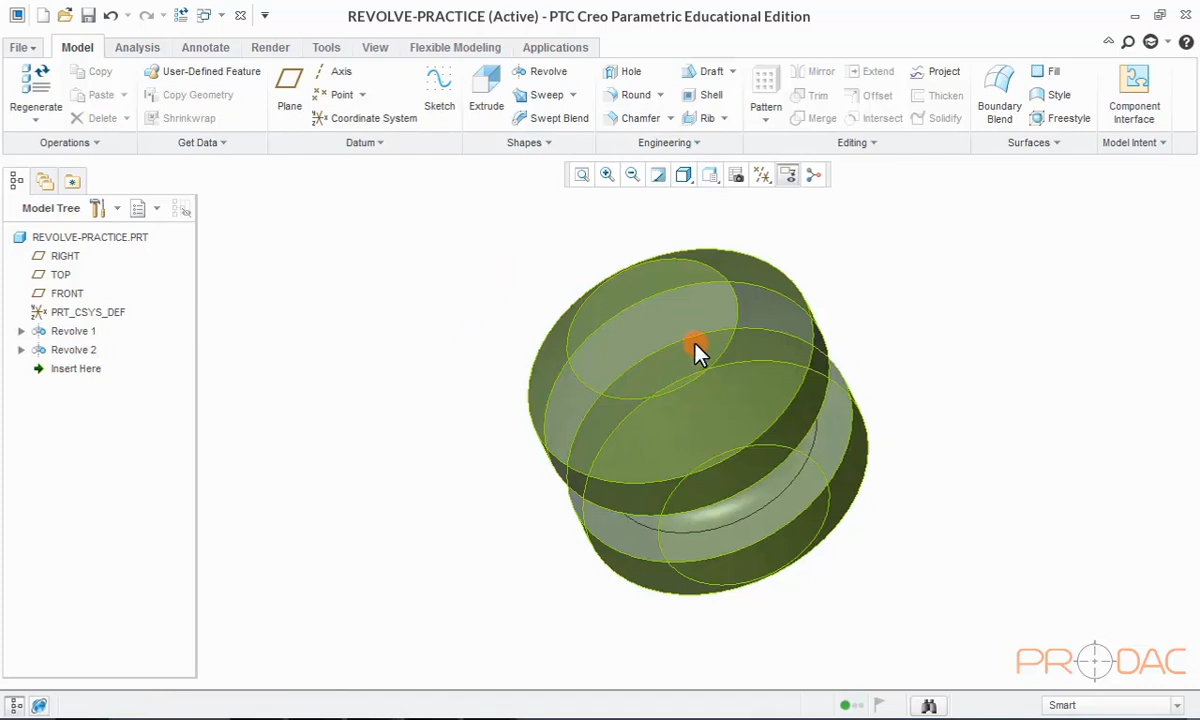 REVOLVE-PRACTICE (Active) - PTC Creo Parametric Educational Edition
File Model Analysis Annotate Render Tools View Flexible Modeling Applications
Regenerate
Copy
Paste
Delete
Operations
User-Defined Feature
Copy Geometry
Shrinkwrap
Get Data
Plane
Axis
Point
Coordinate System
Sketch
Datum
Extrude
Revolve
Sweep
Swept Blend
Shapes
Hole
Round
Chamfer
Draft
Shell
Rib
Engineering
Pattern
Mirror
Trim
Merge
Extend
Offset
Intersect
Project
Thicken
Solidify
Editing
Boundary
Blend
Fill
Style
Freestyle
Surfaces
Component
Interface
Model Intent
Model Tree
REVOLVE-PRACTICE.PRT
RIGHT
TOP
FRONT
PRT_CSYS_DEF
Revolve 1
Revolve 2
Insert Here
PRODAC
Smart